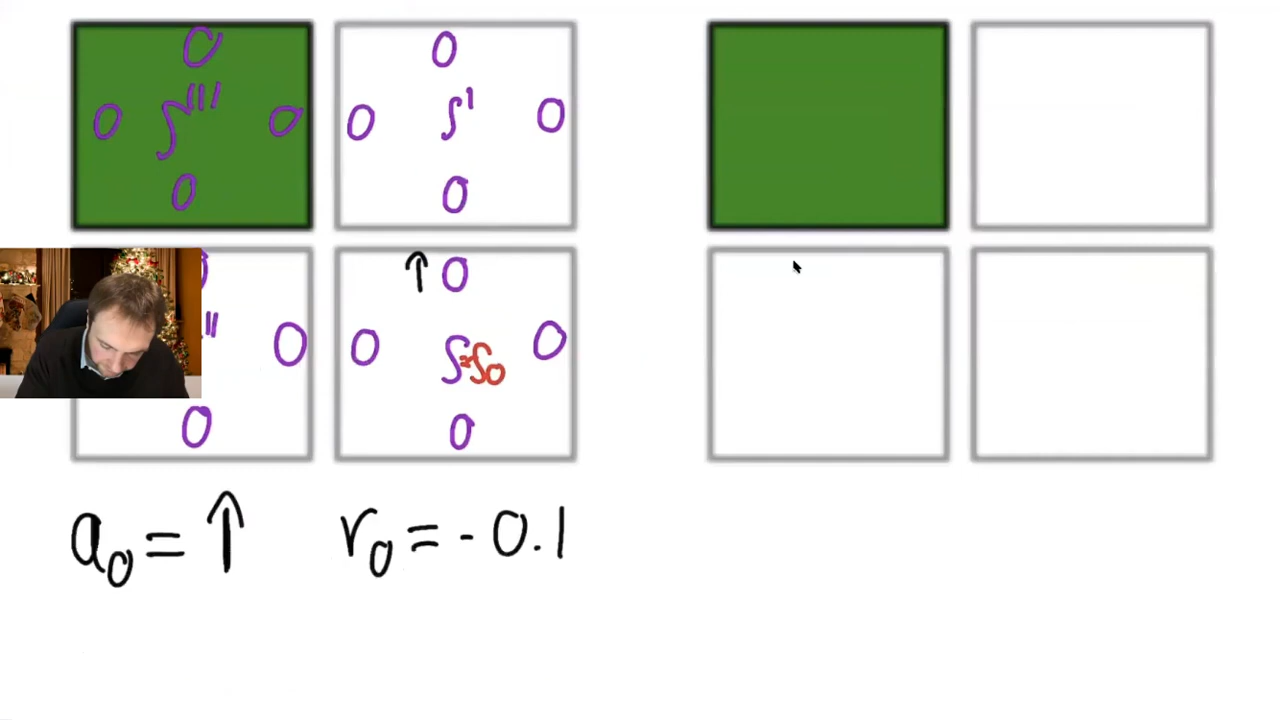 0
0 s''' 0
0
0
0 s' 0
0
'' 0
0
↑ 0
0 s=s₀ 0
0
a₀ = ↑ r₀ = - 0.1